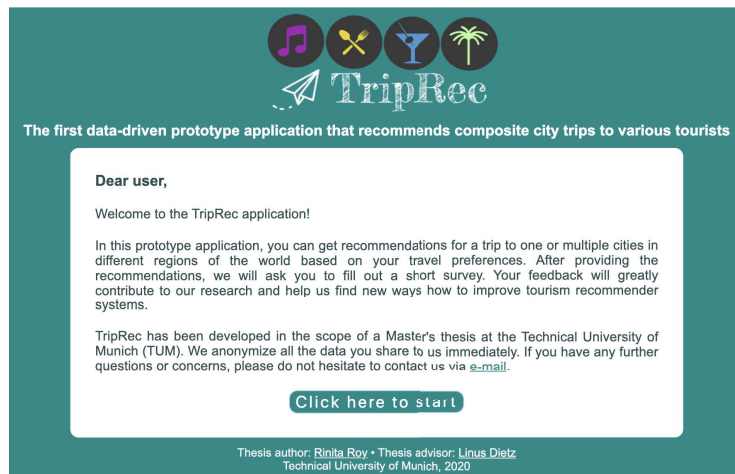 TripRec
The first data-driven prototype application that recommends composite city trips to various tourists
Dear user,
Welcome to the TripRec application!
In this prototype application, you can get recommendations for a trip to one or multiple cities in
different regions of the world based on your travel preferences. After providing the
recommendations, we will ask you to fill out a short survey. Your feedback will greatly
contribute to our research and help us find new ways how to improve tourism recommender
systems.
TripRec has been developed in the scope of a Master's thesis at the Technical University of
Munich (TUM). We anonymize all the data you share to us immediately. If you have any further
questions or concerns, please do not hesitate to contact us via e-mail.
Click here to start
Thesis author: Rinita Roy • Thesis advisor: Linus Dietz
Technical University of Munich, 2020